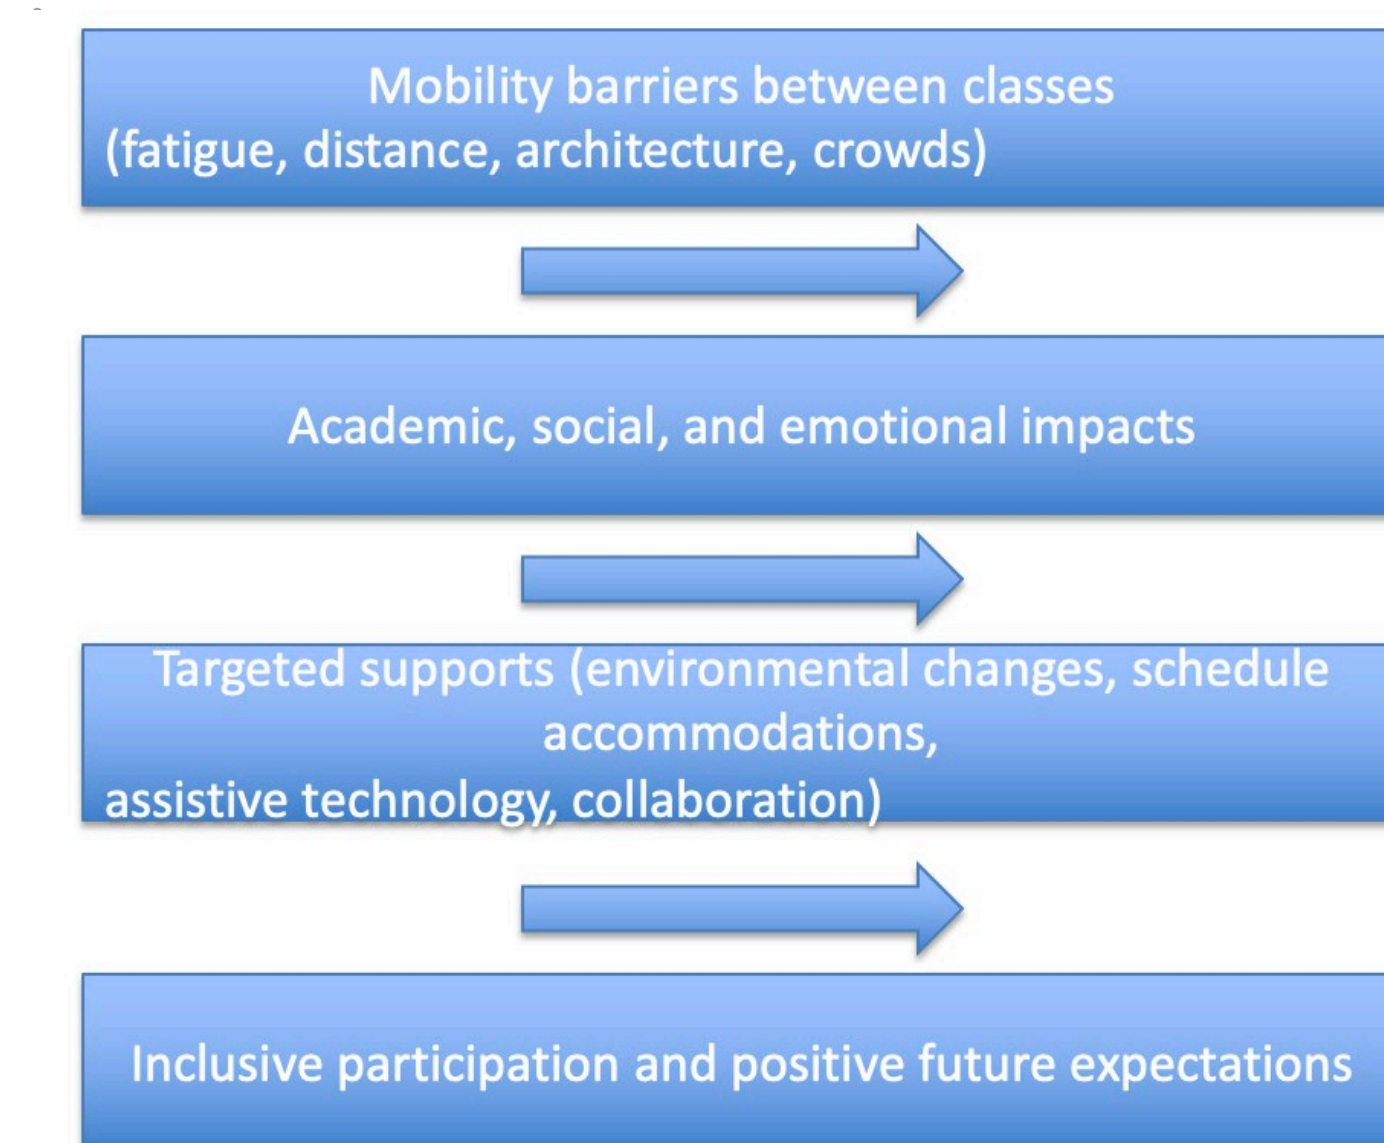 Mobility barriers between classes
(fatigue, distance, architecture, crowds)
Academic, social, and emotional impacts
Targeted supports (environmental changes, schedule
accommodations,
assistive technology, collaboration)
Inclusive participation and positive future expectations